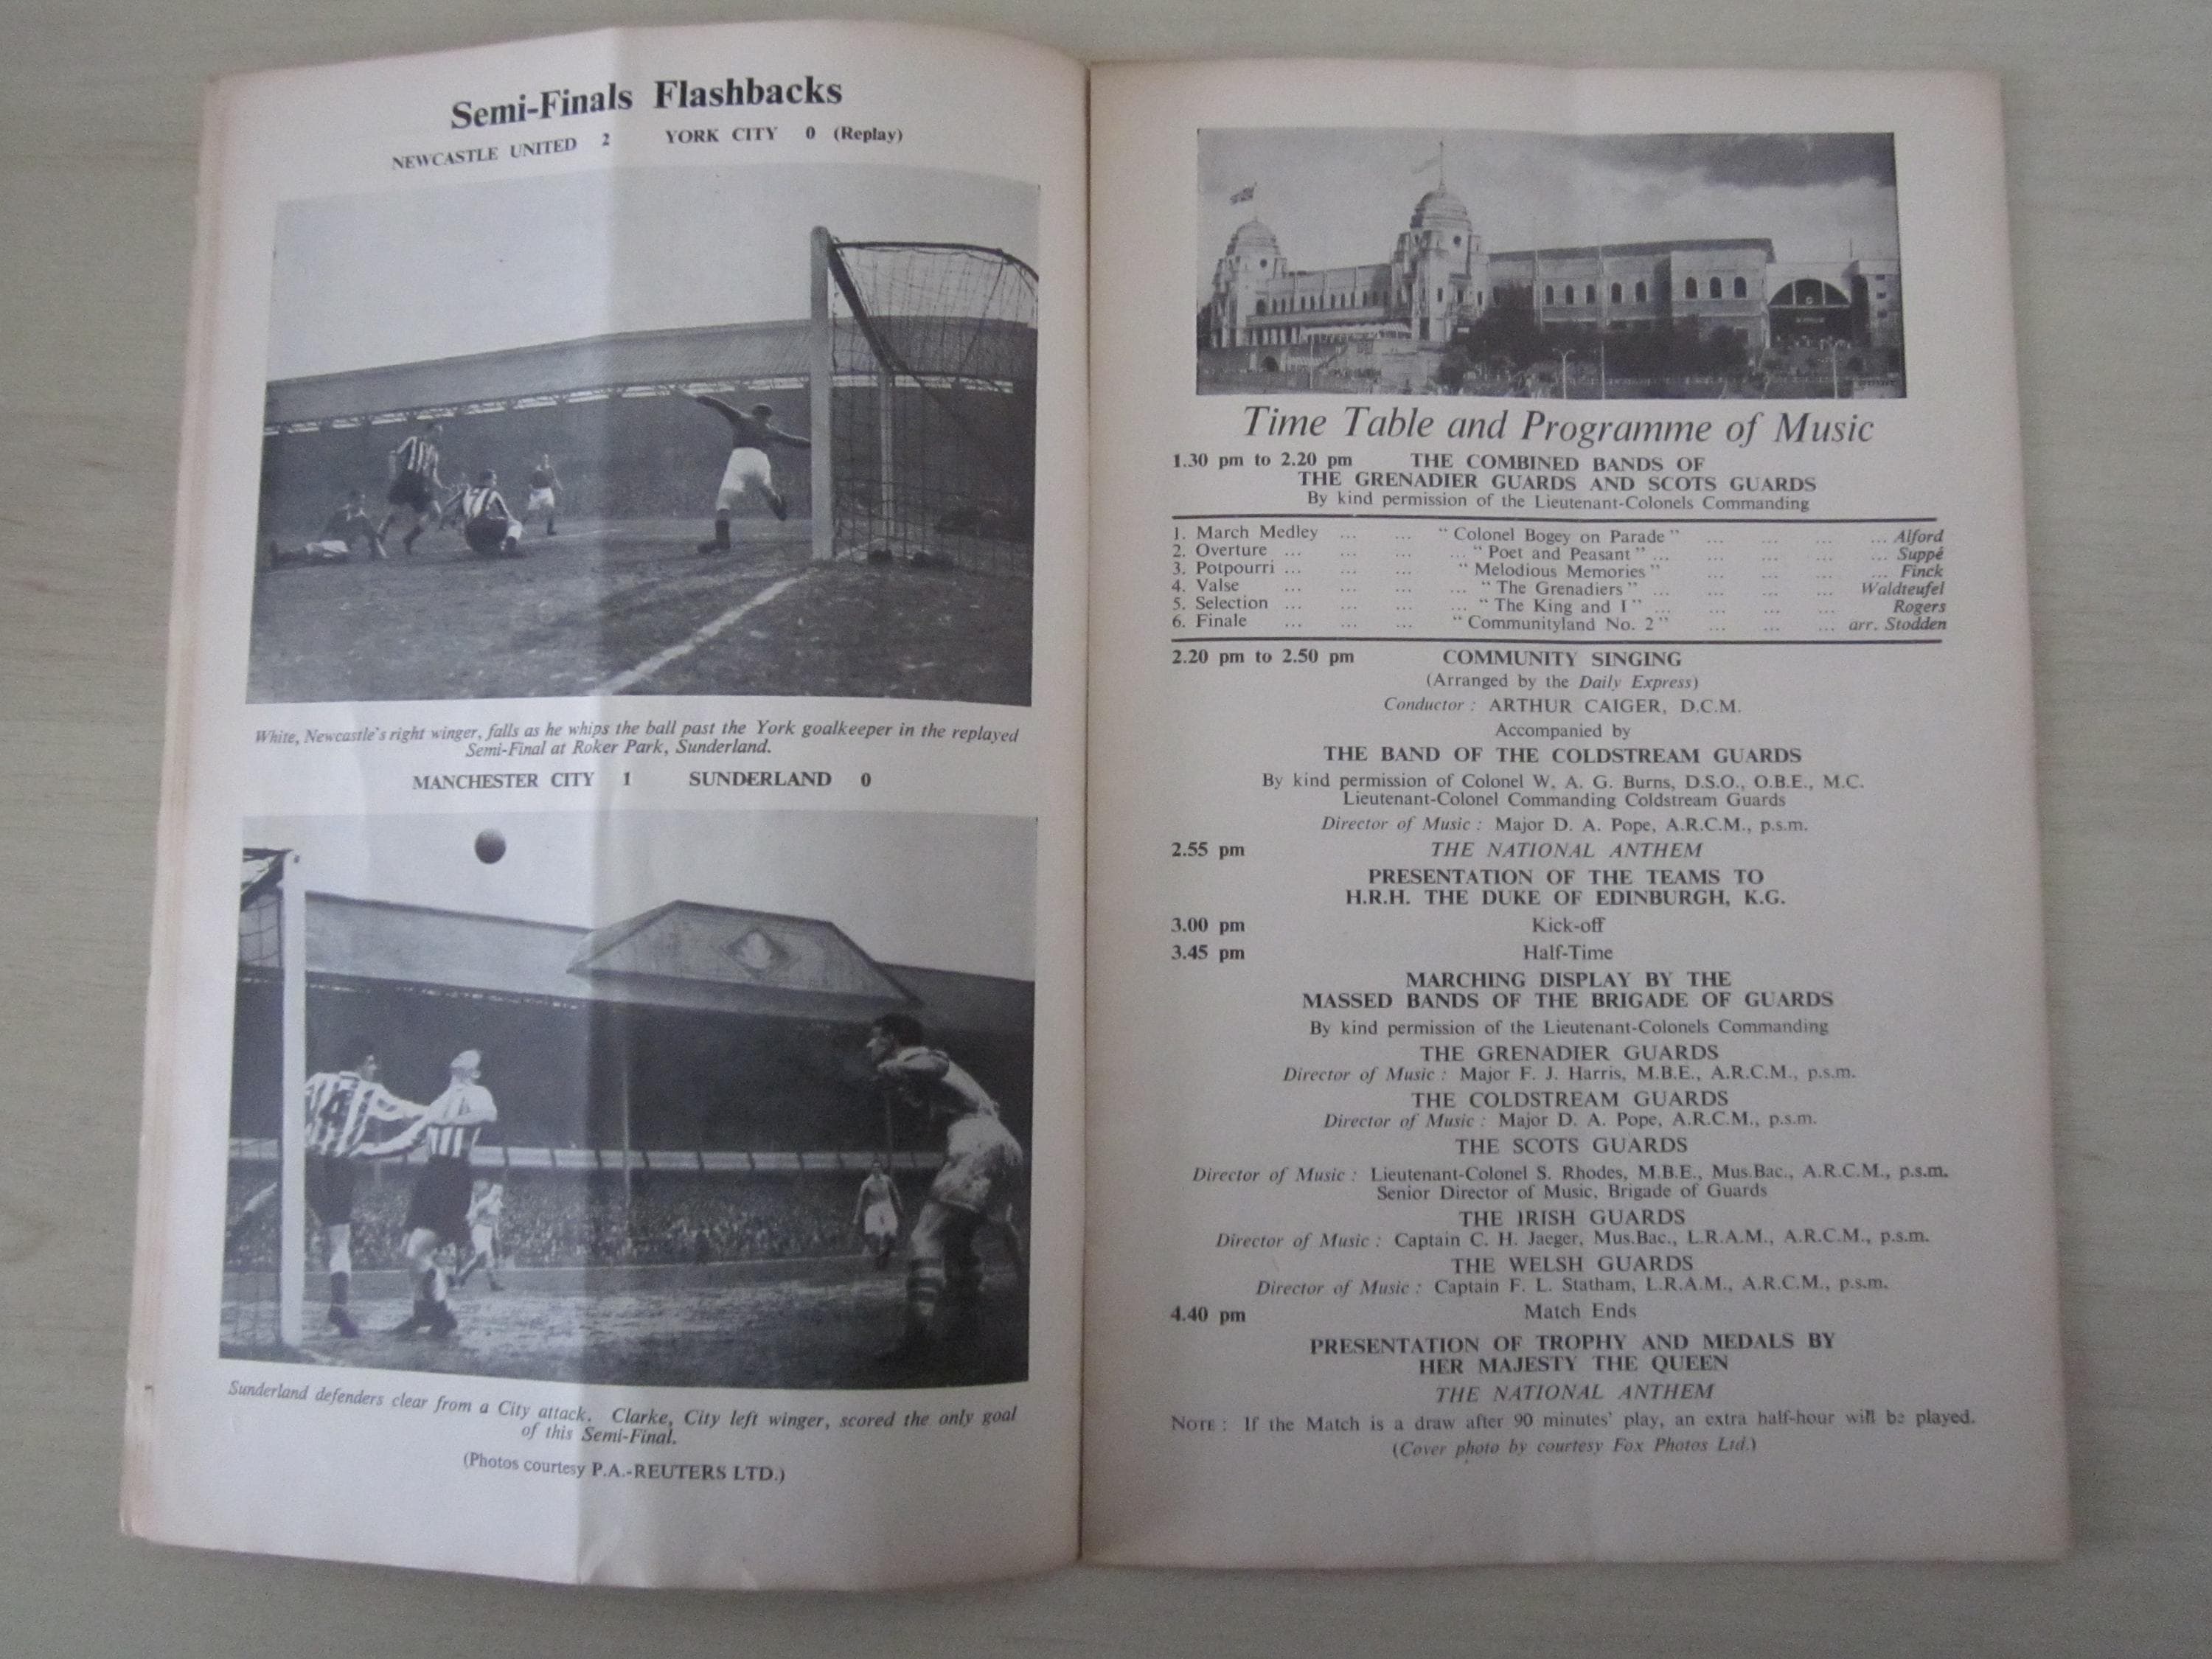 Semi-Finals Flashbacks
NEWCASTLE UNITED 2 YORK CITY 0 (Replay)
White, Newcastle's right winger, falls as he whips the ball past the York goalkeeper in the replayed
Semi-Final at Roker Park, Sunderland.
MANCHESTER CITY 1 SUNDERLAND 0
Sunderland defenders clear from a City attack. Clarke, City left winger, scored the only goal
of this Semi-Final.
(Photos courtesy P.A.-REUTERS LTD.)
Time Table and Programme of Music
1.30 pm to 2.20 pm THE COMBINED BANDS OF
THE GRENADIER GUARDS AND SCOTS GUARDS
By kind permission of the Lieutenant-Colonels Commanding
1. March Medley ... ... "Colonel Bogey on Parade" ... ... ... ... Alford
2. Overture ... ... ... ... "Poet and Peasant" ... ... ... ... ... Suppé
3. Potpourri ... ... ... "Melodious Memories" ... ... ... ... Finck
4. Valse ... ... ... ... "The Grenadiers" ... ... ... ... Waldteufel
5. Selection ... ... ... ... "The King and I" ... ... ... ... Rogers
6. Finale ... ... ... "Communityland No. 2" ... ... ... arr. Stodden
2.20 pm to 2.50 pm COMMUNITY SINGING
(Arranged by the Daily Express)
Conductor : ARTHUR CAIGER, D.C.M.
Accompanied by
THE BAND OF THE COLDSTREAM GUARDS
By kind permission of Colonel W. A. G. Burns, D.S.O., O.B.E., M.C.
Lieutenant-Colonel Commanding Coldstream Guards
Director of Music : Major D. A. Pope, A.R.C.M., p.s.m.
2.55 pm THE NATIONAL ANTHEM
PRESENTATION OF THE TEAMS TO
H.R.H. THE DUKE OF EDINBURGH, K.G.
3.00 pm Kick-off
3.45 pm Half-Time
MARCHING DISPLAY BY THE
MASSED BANDS OF THE BRIGADE OF GUARDS
By kind permission of the Lieutenant-Colonels Commanding
THE GRENADIER GUARDS
Director of Music : Major F. J. Harris, M.B.E., A.R.C.M., p.s.m.
THE COLDSTREAM GUARDS
Director of Music : Major D. A. Pope, A.R.C.M., p.s.m.
THE SCOTS GUARDS
Director of Music : Lieutenant-Colonel S. Rhodes, M.B.E., Mus.Bac., A.R.C.M., p.s.m.
Senior Director of Music, Brigade of Guards
THE IRISH GUARDS
Director of Music : Captain C. H. Jaeger, Mus.Bac., L.R.A.M., A.R.C.M., p.s.m.
THE WELSH GUARDS
Director of Music : Captain F. L. Statham, L.R.A.M., A.R.C.M., p.s.m.
4.40 pm Match Ends
PRESENTATION OF TROPHY AND MEDALS BY
HER MAJESTY THE QUEEN
THE NATIONAL ANTHEM
NOTE : If the Match is a draw after 90 minutes' play, an extra half-hour will be played.
(Cover photo by courtesy Fox Photos Ltd.)